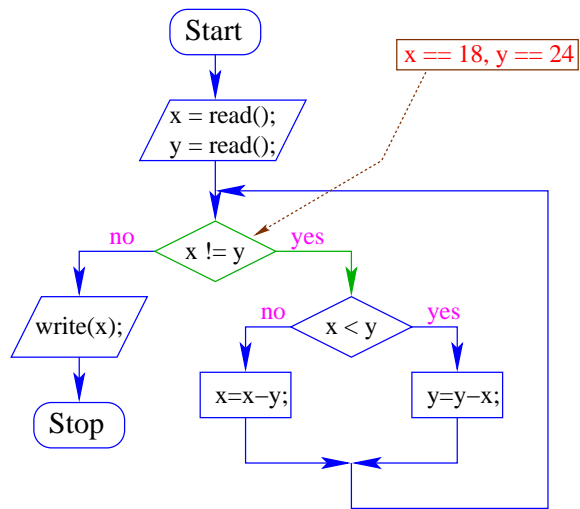 Start
x == 18, y == 24
x = read();
y = read();
no
x != y
yes
write(x);
no
x < y
yes
x=x−y;
y=y−x;
Stop